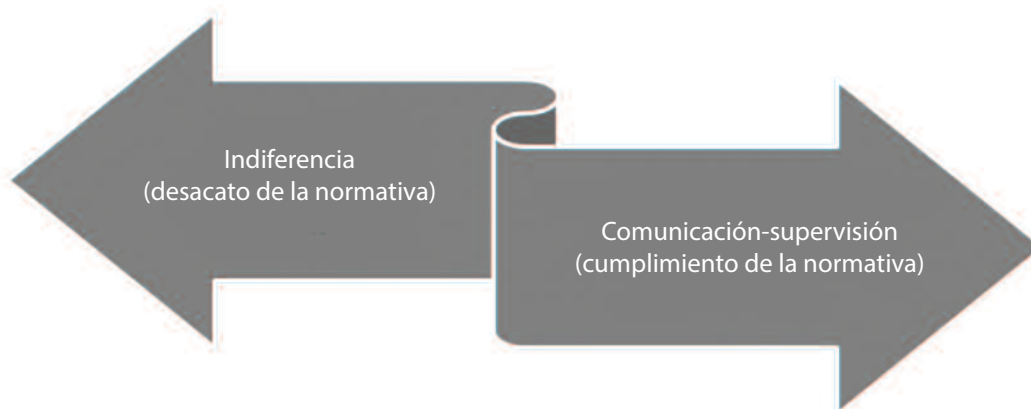 Indiferencia
(desacato de la normativa)
Comunicación-supervisión
(cumplimiento de la normativa)